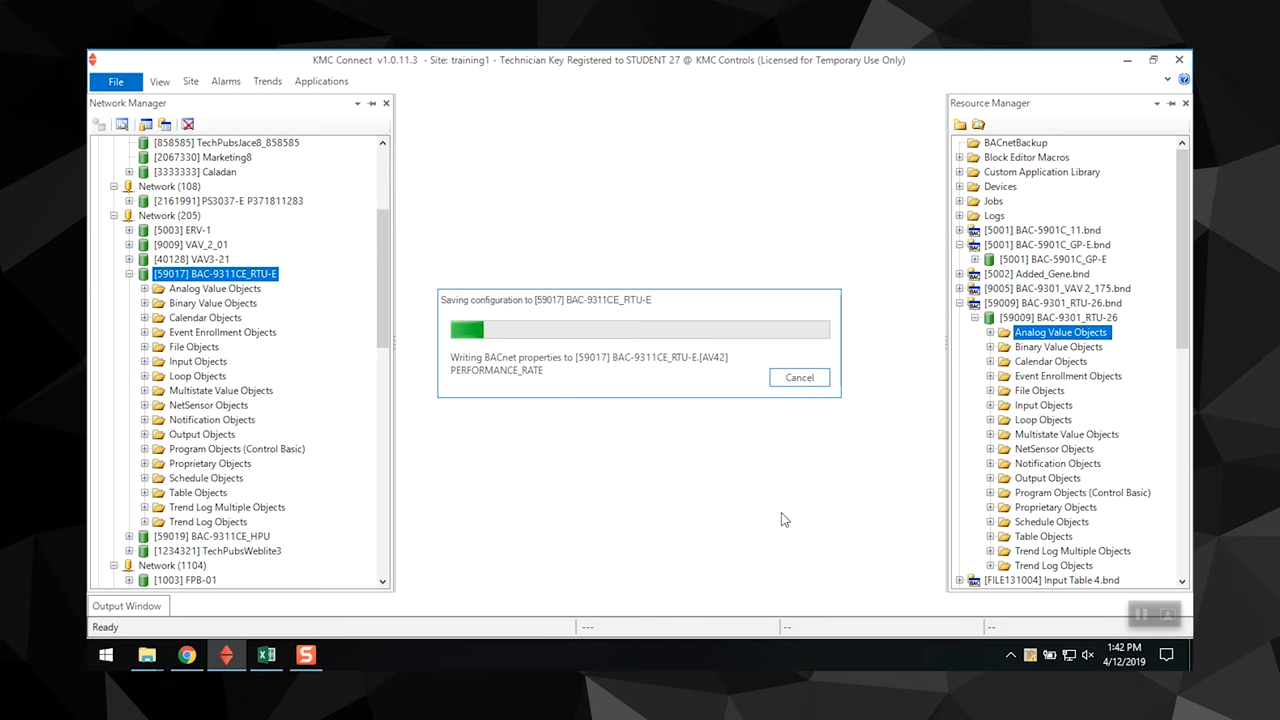 KMC Connect v1.0.11.3 - Site: training1 - Technician Key Registered to STUDENT 27 @ KMC Controls (Licensed for Temporary Use Only)
File View Site Alarms Trends Applications
Network Manager
[858585] TechPubsJace8_858585
[2067330] Marketing8
[3333333] Caladan
Network (108)
[2161991] PS3037-E P371811283
Network (205)
[5003] ERV-1
[9009] VAV_2_01
[40128] VAV3-21
[59017] BAC-9311CE_RTU-E
Analog Value Objects
Binary Value Objects
Calendar Objects
Event Enrollment Objects
File Objects
Input Objects
Loop Objects
Multistate Value Objects
NetSensor Objects
Notification Objects
Output Objects
Program Objects (Control Basic)
Proprietary Objects
Schedule Objects
Table Objects
Trend Log Multiple Objects
Trend Log Objects
[59019] BAC-9311CE_HPU
[1234321] TechPubsWeblite3
Network (1104)
[1003] FPB-01
Saving configuration to [59017] BAC-9311CE_RTU-E
Writing BACnet properties to [59017] BAC-9311CE_RTU-E.[AV42]
PERFORMANCE_RATE
Cancel
Resource Manager
BACnetBackup
Block Editor Macros
Custom Application Library
Devices
Jobs
Logs
[5001] BAC-5901C_11.bnd
[5001] BAC-5901C_GP-E.bnd
[5001] BAC-5901C_GP-E
[5002] Added_Gene.bnd
[9005] BAC-9301_VAV 2_175.bnd
[59009] BAC-9301_RTU-26.bnd
[59009] BAC-9301_RTU-26
Analog Value Objects
Binary Value Objects
Calendar Objects
Event Enrollment Objects
File Objects
Input Objects
Loop Objects
Multistate Value Objects
NetSensor Objects
Notification Objects
Output Objects
Program Objects (Control Basic)
Proprietary Objects
Schedule Objects
Table Objects
Trend Log Multiple Objects
Trend Log Objects
[FILE131004] Input Table 4.bnd
Output Window
Ready --- -- --
1:42 PM
4/12/2019